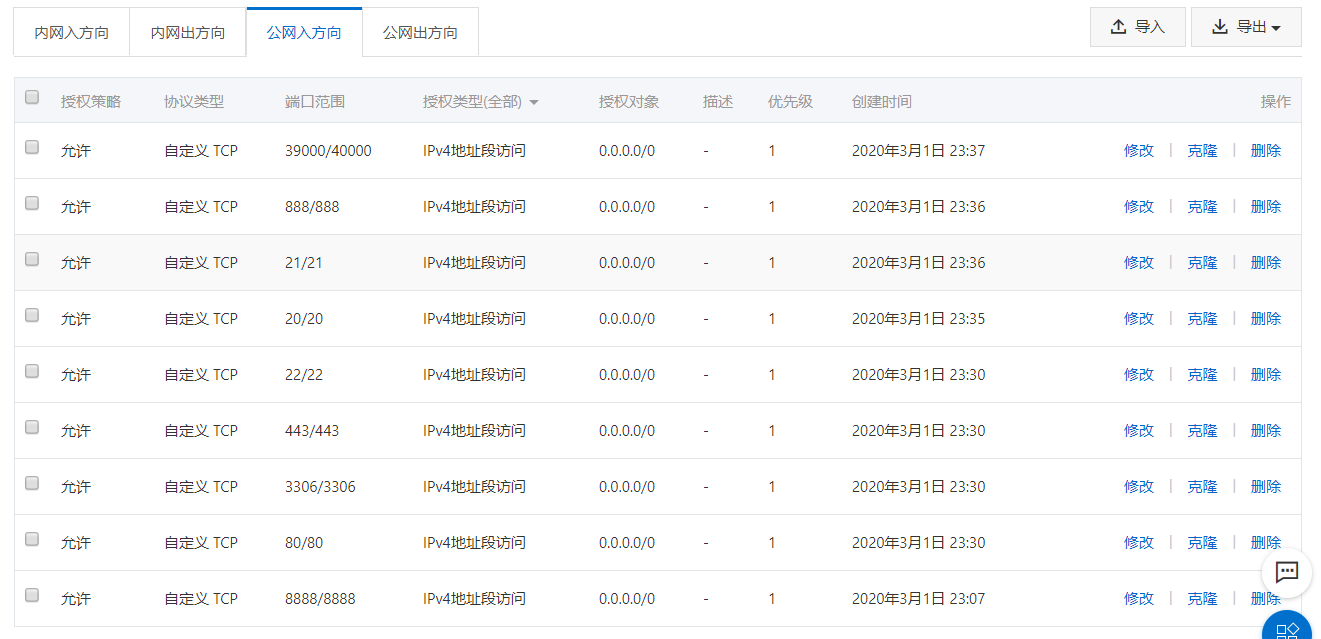 内网入方向 内网出方向 公网入方向 公网出方向 导入 导出
授权策略 协议类型 端口范围 授权类型(全部) 授权对象 描述 优先级 创建时间 操作
允许 自定义 TCP 39000/40000 IPv4地址段访问 0.0.0.0/0 - 1 2020年3月1日 23:37 修改 | 克隆 | 删除
允许 自定义 TCP 888/888 IPv4地址段访问 0.0.0.0/0 - 1 2020年3月1日 23:36 修改 | 克隆 | 删除
允许 自定义 TCP 21/21 IPv4地址段访问 0.0.0.0/0 - 1 2020年3月1日 23:36 修改 | 克隆 | 删除
允许 自定义 TCP 20/20 IPv4地址段访问 0.0.0.0/0 - 1 2020年3月1日 23:35 修改 | 克隆 | 删除
允许 自定义 TCP 22/22 IPv4地址段访问 0.0.0.0/0 - 1 2020年3月1日 23:30 修改 | 克隆 | 删除
允许 自定义 TCP 443/443 IPv4地址段访问 0.0.0.0/0 - 1 2020年3月1日 23:30 修改 | 克隆 | 删除
允许 自定义 TCP 3306/3306 IPv4地址段访问 0.0.0.0/0 - 1 2020年3月1日 23:30 修改 | 克隆 | 删除
允许 自定义 TCP 80/80 IPv4地址段访问 0.0.0.0/0 - 1 2020年3月1日 23:30 修改 | 克隆 | 删除
允许 自定义 TCP 8888/8888 IPv4地址段访问 0.0.0.0/0 - 1 2020年3月1日 23:07 修改 | 克隆 | 删除